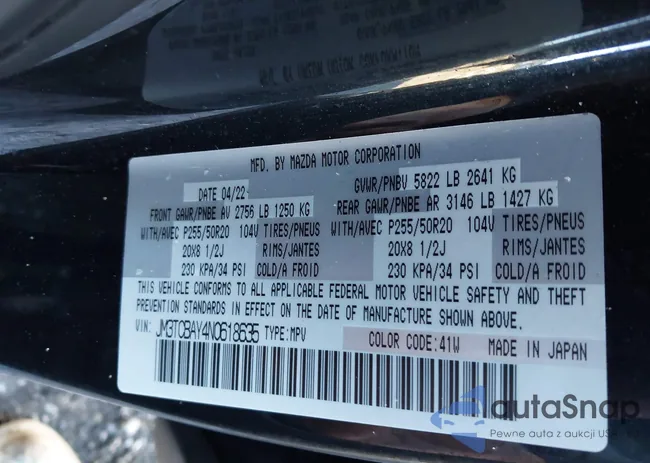 MFD. BY MAZDA MOTOR CORPORATION
DATE 04/22 GVWR/PNBV 5822 LB 2641 KG
FRONT GAWR/PNBE AV 2756 LB 1250 KG REAR GAWR/PNBE AR 3146 LB 1427 KG
WITH/AVEC P255/50R20 104V TIRES/PNEUS WITH/AVEC P255/50R20 104V TIRES/PNEUS
20X8 1/2J RIMS/JANTES 20X8 1/2J RIMS/JANTES
230 KPA/34 PSI COLD/A FROID 230 KPA/34 PSI COLD/A FROID
THIS VEHICLE CONFORMS TO ALL APPLICABLE FEDERAL MOTOR VEHICLE SAFETY AND THEFT
PREVENTION STANDARDS IN EFFECT ON THE DATE OF MANUFACTURE SHOWN ABOVE.
VIN: JM3TCBAY4N0618635 TYPE:MPV COLOR CODE:41W MADE IN JAPAN
autaSnap
Pewne auta z aukcji USA